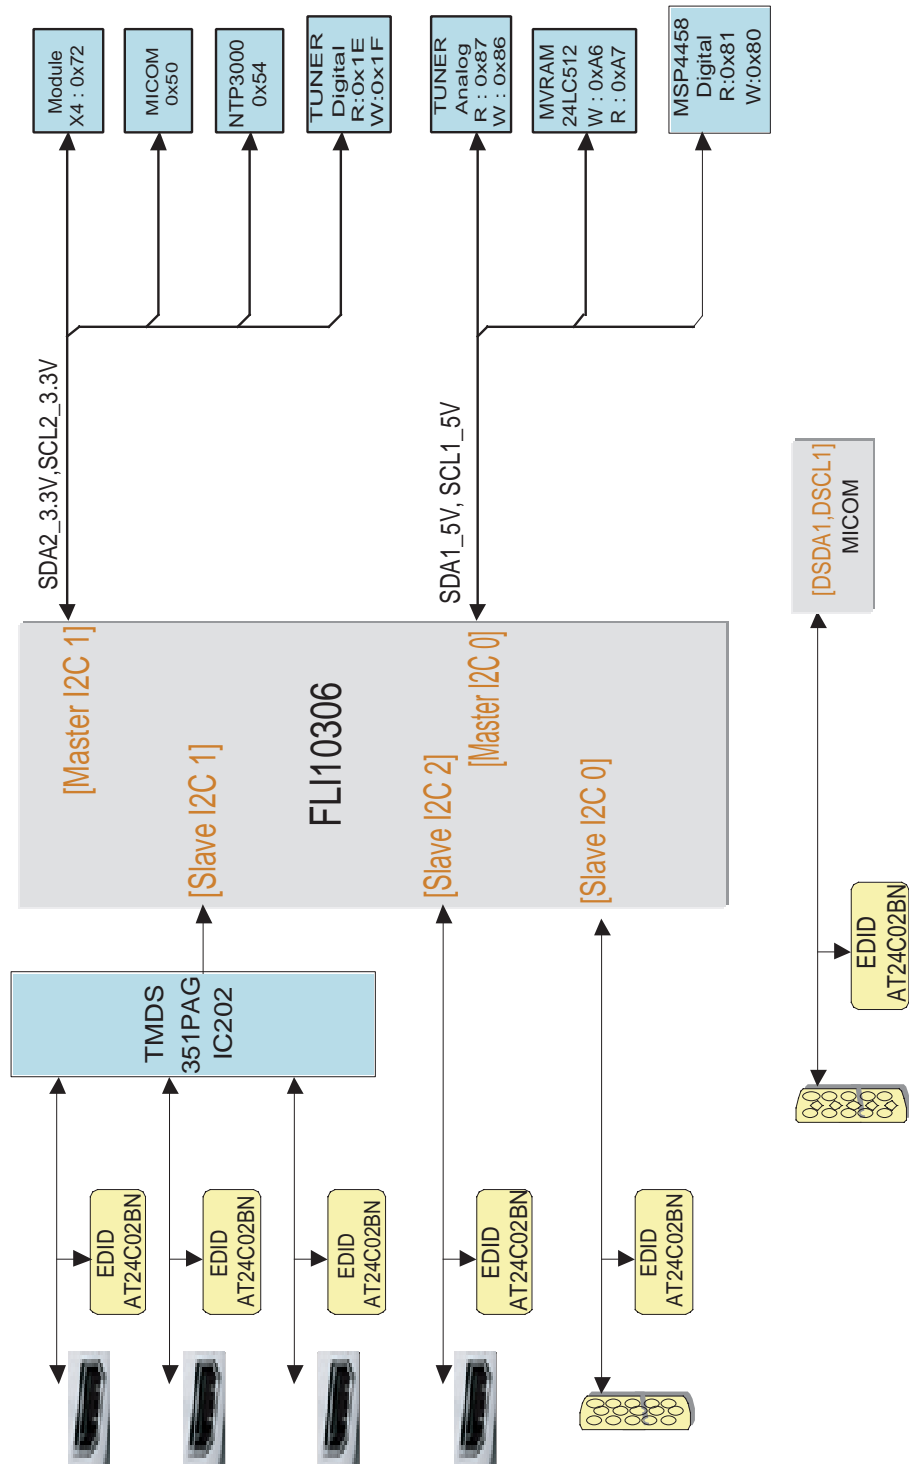 Module
X4 : 0x72
MICOM
0x50
NTP3000
0x54
TUNER
Digital
R:0x1E
W:0x1F
TUNER
Analog
R : 0x87
W : 0x86
MVRAM
24LC512
W : 0xA6
R : 0xA7
MSP4458
Digital
R:0x81
W:0x80
SDA2_3.3V,SCL2_3.3V
SDA1_5V, SCL1_5V
[DSDA1,DSCL1]
MICOM
[Master I2C 1]
[Slave I2C 1]
FLI10306
[Master I2C 0]
[Slave I2C 2]
[Slave I2C 0]
TMDS
351PAG
IC202
EDID
AT24C02BN
EDID
AT24C02BN
EDID
AT24C02BN
EDID
AT24C02BN
EDID
AT24C02BN
EDID
AT24C02BN